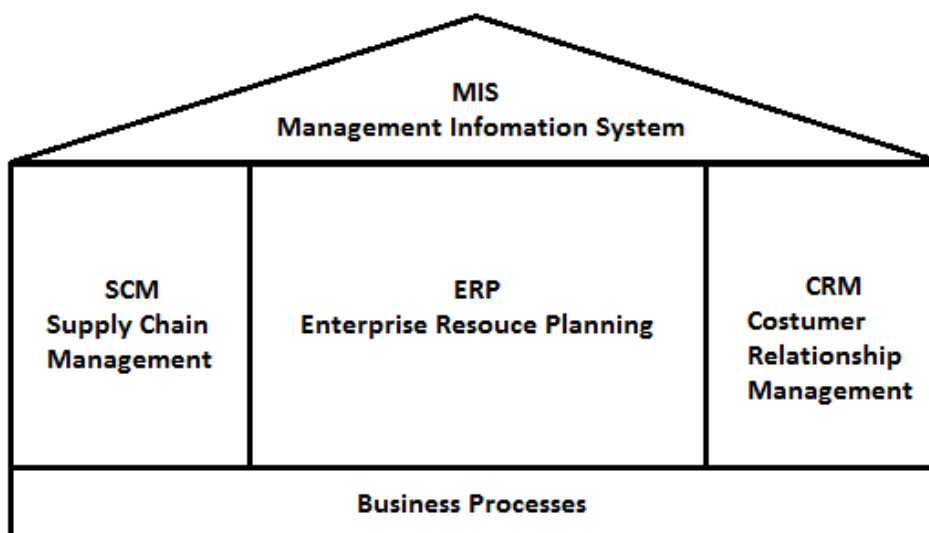 MIS
Management Infomation System
SCM
Supply Chain
Management
ERP
Enterprise Resouce Planning
CRM
Costumer
Relationship
Management
Business Processes